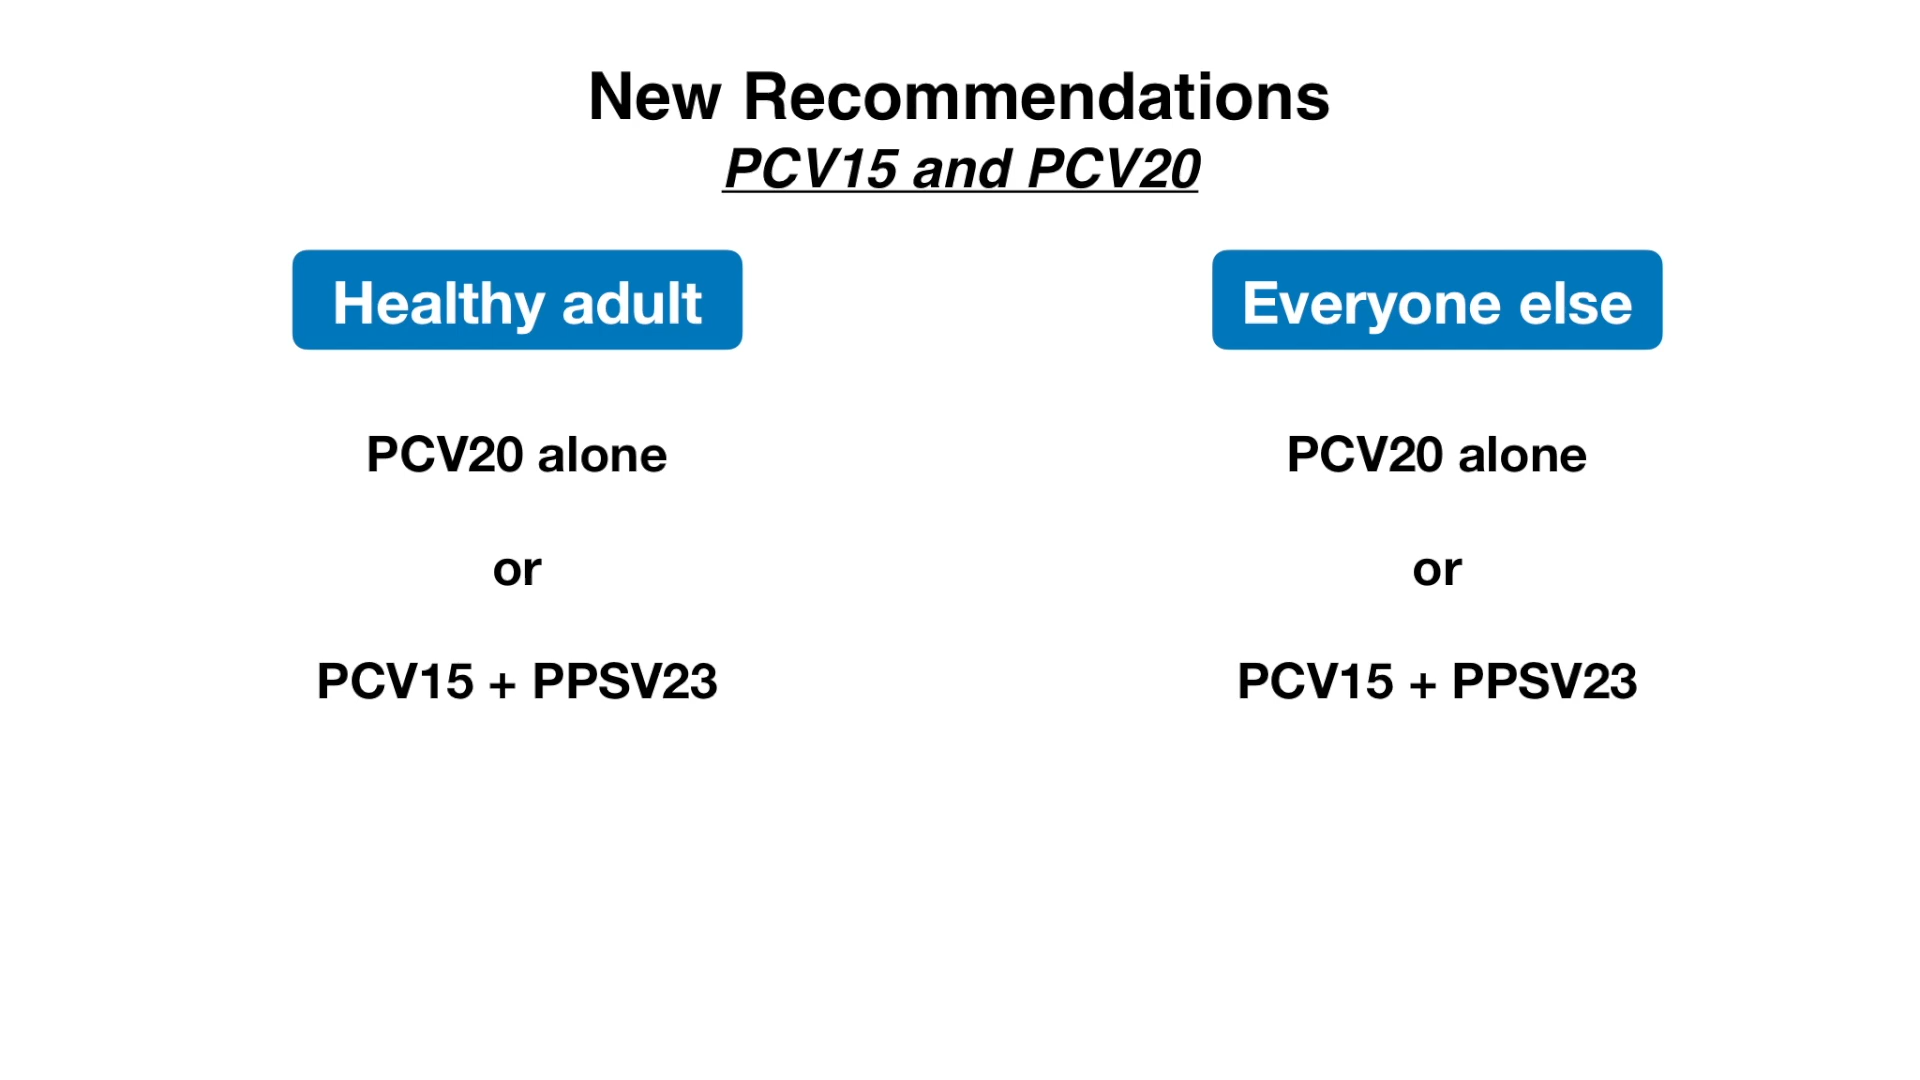 New Recommendations
PCV15 and PCV20
Healthy adult
PCV20 alone
or
PCV15 + PPSV23
Everyone else
PCV20 alone
or
PCV15 + PPSV23